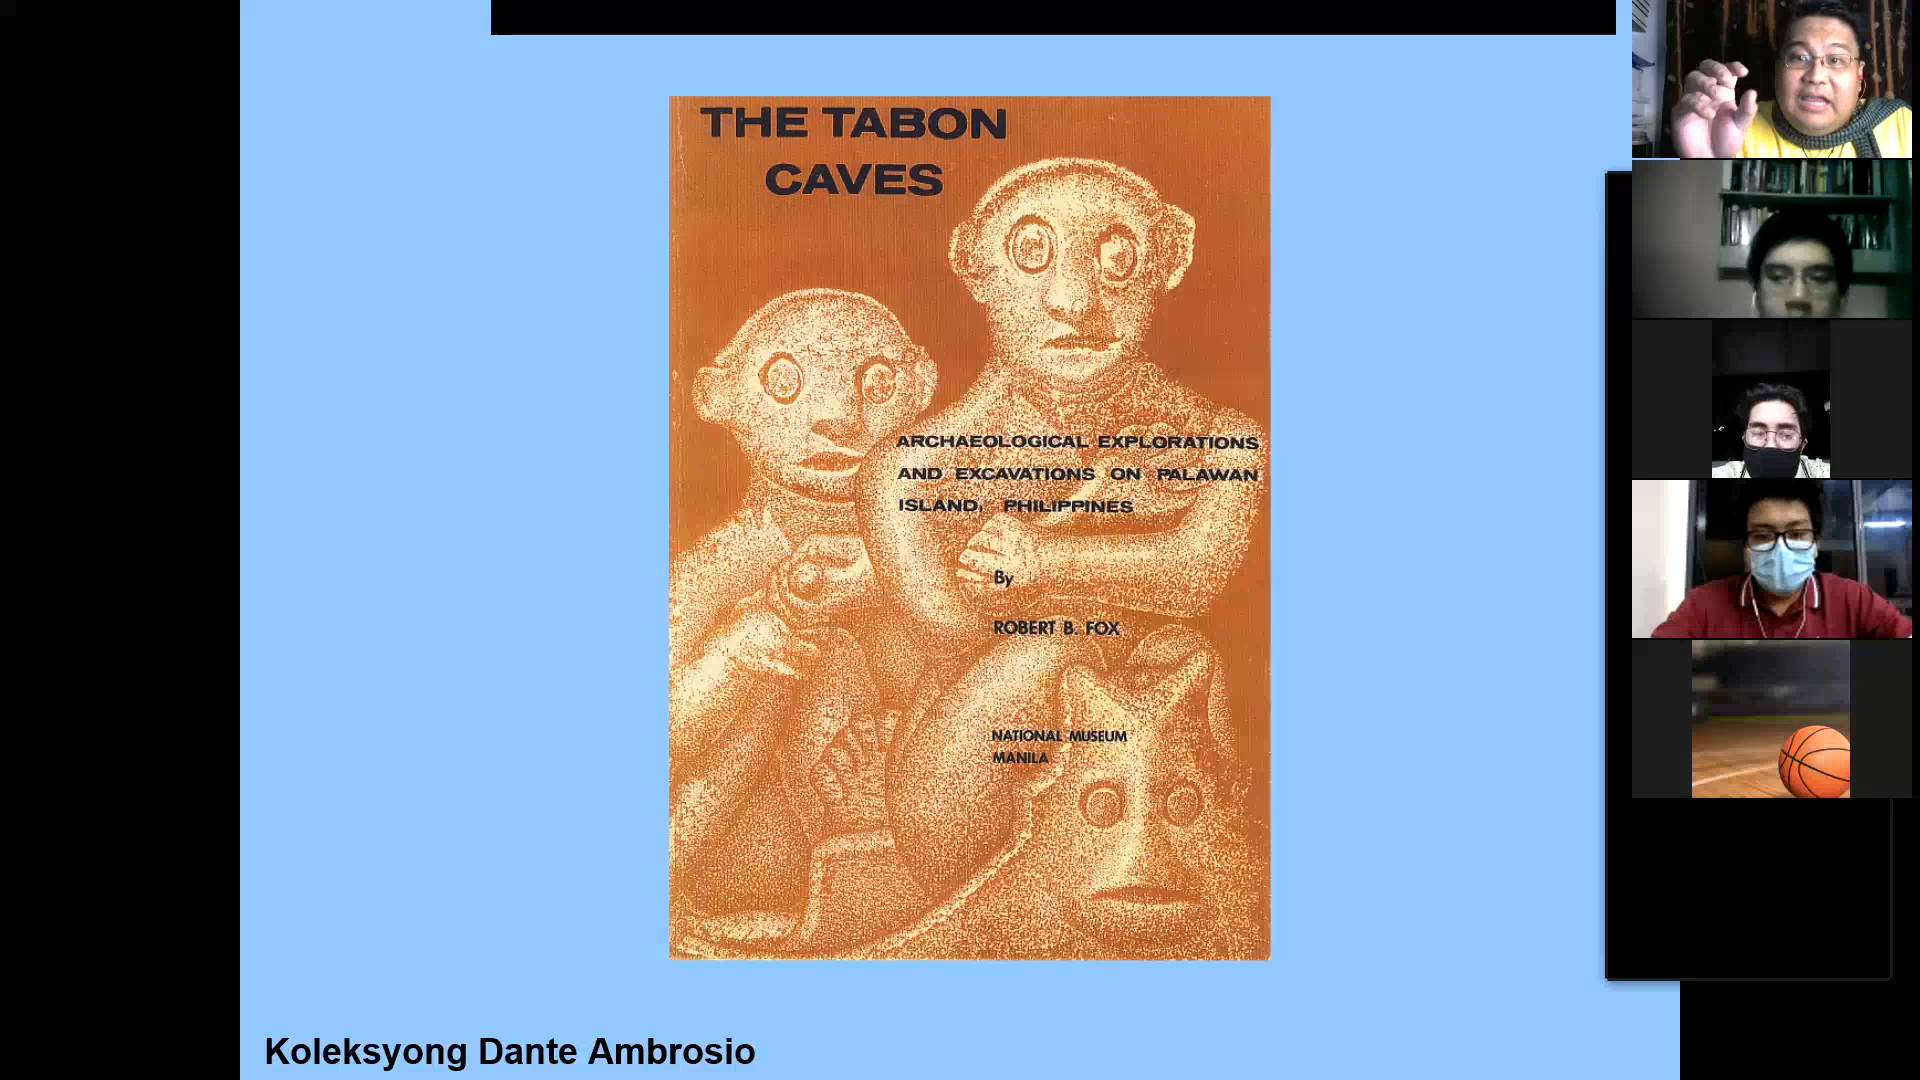 THE TABON
CAVES
ARCHAEOLOGICAL EXPLORATIONS
AND EXCAVATIONS ON PALAWAN
ISLAND, PHILIPPINES
By
ROBERT B. FOX
NATIONAL MUSEUM
MANILA
Koleksyong Dante Ambrosio